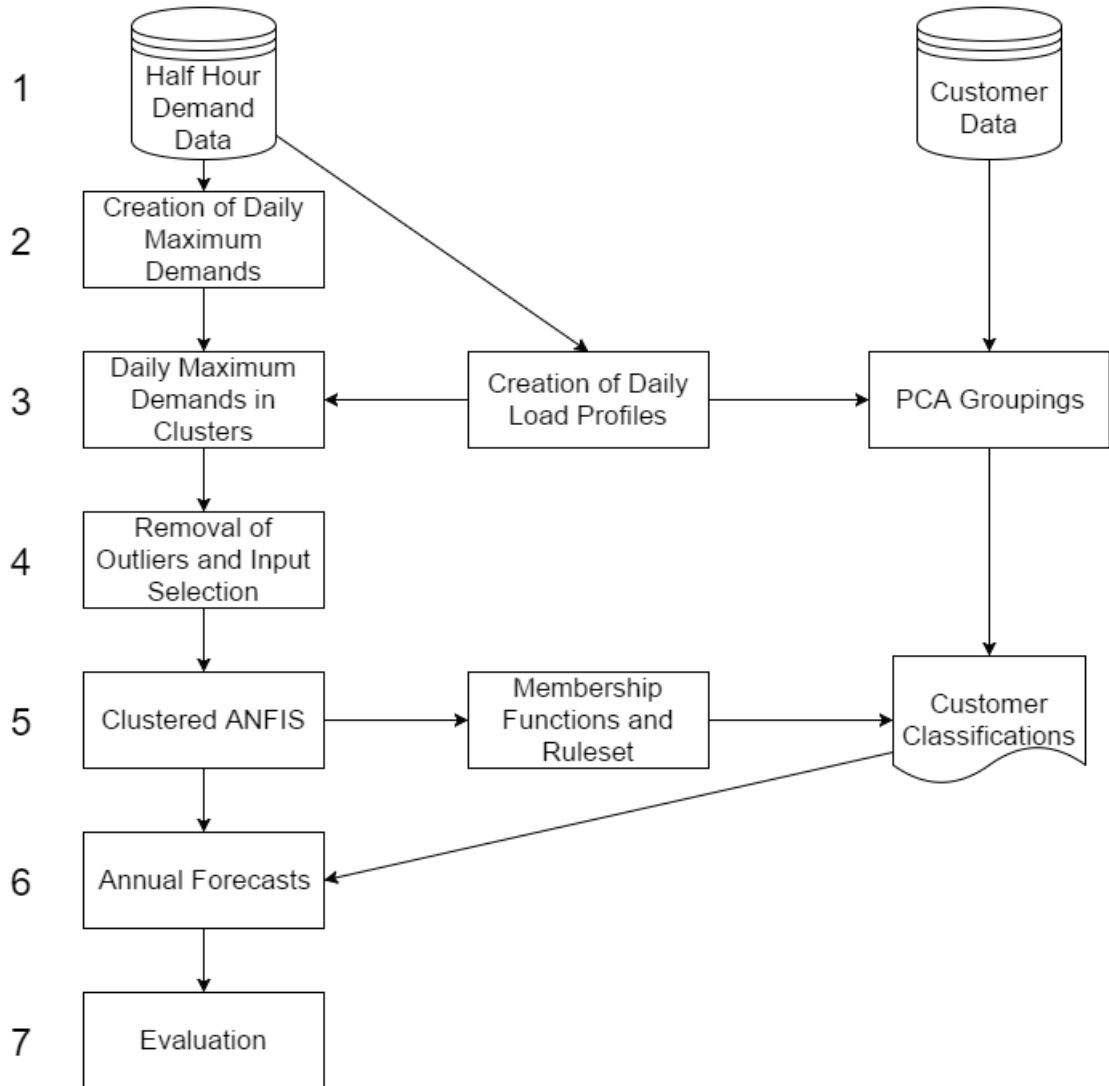 1
Half Hour
Demand
Data
Customer
Data
2
Creation of Daily
Maximum
Demands
3
Daily Maximum
Demands in
Clusters
Creation of Daily
Load Profiles
PCA Groupings
4
Removal of
Outliers and Input
Selection
5
Clustered ANFIS
Membership
Functions and
Ruleset
Customer
Classifications
6
Annual Forecasts
7
Evaluation